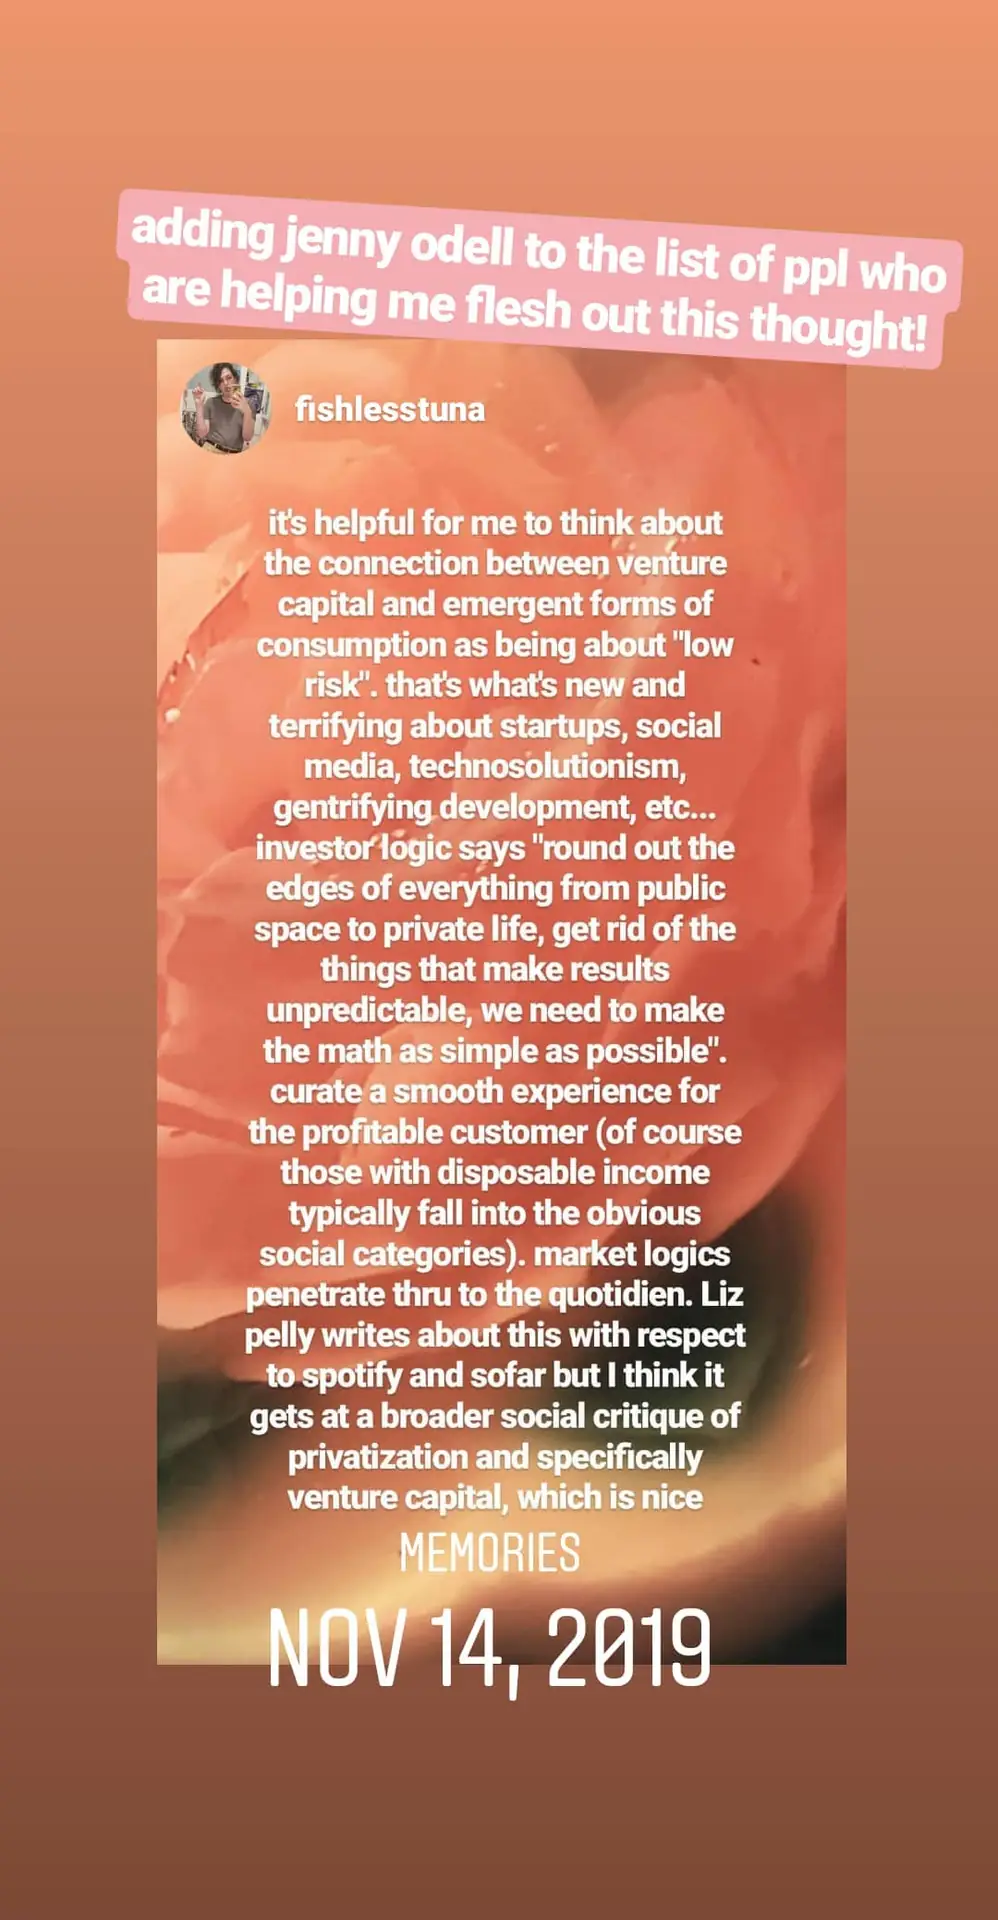 adding jenny odell to the list of ppl who
are helping me flesh out this thought!
fishlesstuna
it's helpful for me to think about
the connection between venture
capital and emergent forms of
consumption as being about "low
risk". that's what's new and
terrifying about startups, social
media, technosolutionism,
gentrifying development, etc...
investor logic says "round out the
edges of everything from public
space to private life, get rid of the
things that make results
unpredictable, we need to make
the math as simple as possible".
curate a smooth experience for
the profitable customer (of course
those with disposable income
typically fall into the obvious
social categories). market logics
penetrate thru to the quotidien. Liz
pelly writes about this with respect
to spotify and sofar but I think it
gets at a broader social critique of
privatization and specifically
venture capital, which is nice
MEMORIES
NOV 14, 2019